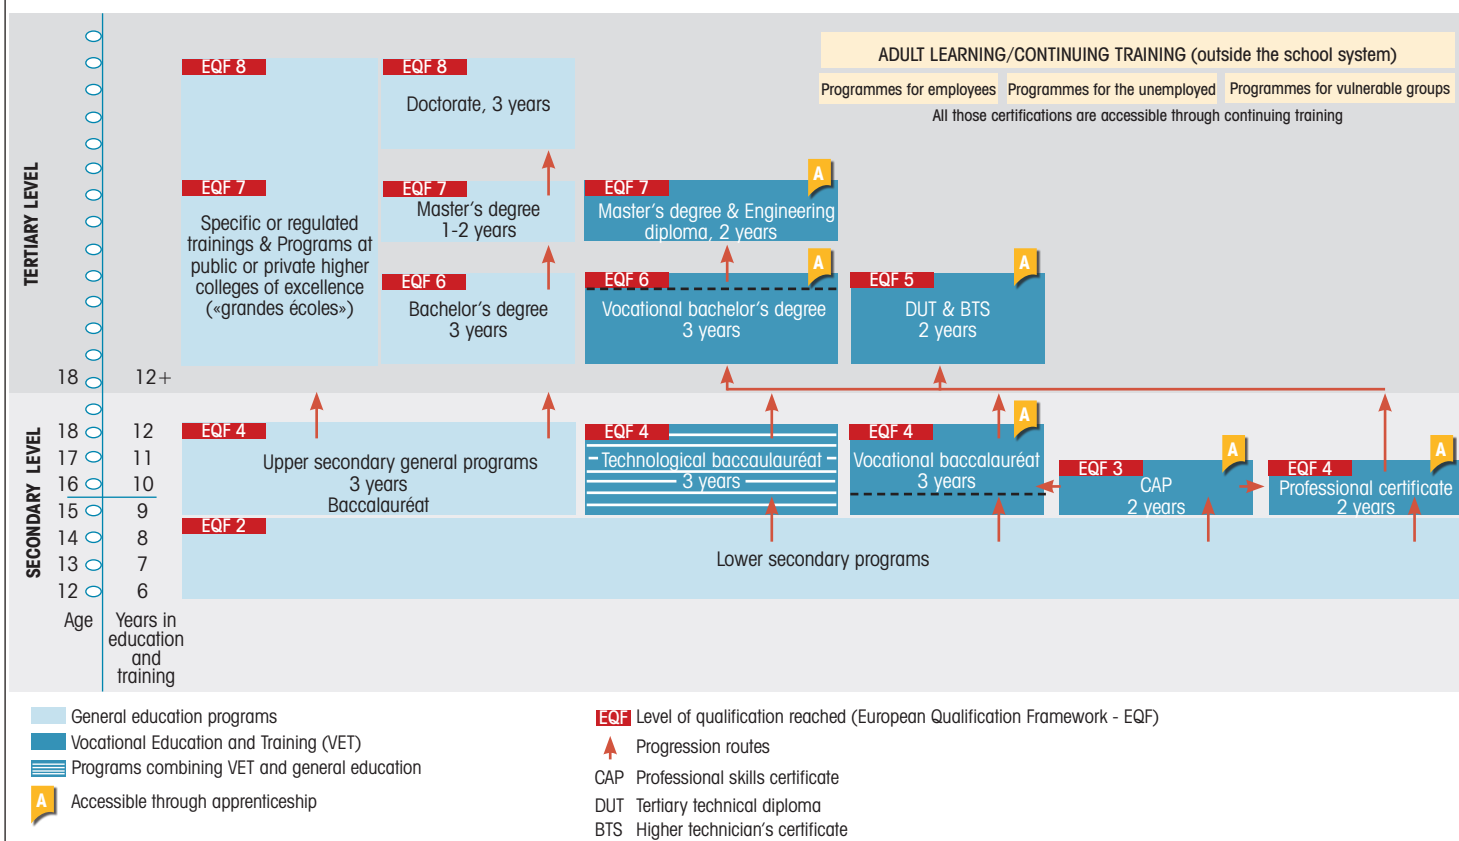 ADULT LEARNING/CONTINUING TRAINING (outside the school system)
Programmes for employees
Programmes for the unemployed
Programmes for vulnerable groups
All those certifications are accessible through continuing training
TERTIARY LEVEL
EQF 8
EQF 7
Specific or regulated
trainings & Programs at
public or private higher
colleges of excellence
(«grandes écoles»)
EQF 8
Doctorate, 3 years
EQF 7
Master's degree
1-2 years
EQF 6
Bachelor's degree
3 years
A
EQF 7
Master's degree & Engineering
diploma, 2 years
A
EQF 6
Vocational bachelor's degree
3 years
A
EQF 5
DUT & BTS
2 years
18 12+
SECONDARY LEVEL
18 12
17 11
16 10
15 9
14 8
13 7
12 6
Age
Years in
education
and
training
EQF 4
Upper secondary general programs
3 years
Baccalauréat
EQF 4
Technological baccaulauréat
3 years
A
EQF 4
Vocational baccalauréat
3 years
A
EQF 3
CAP
2 years
A
EQF 4
Professional certificate
2 years
EQF 2
Lower secondary programs
General education programs
Vocational Education and Training (VET)
Programs combining VET and general education
A Accessible through apprenticeship
EQF Level of qualification reached (European Qualification Framework - EQF)
Progression routes
CAP Professional skills certificate
DUT Tertiary technical diploma
BTS Higher technician's certificate